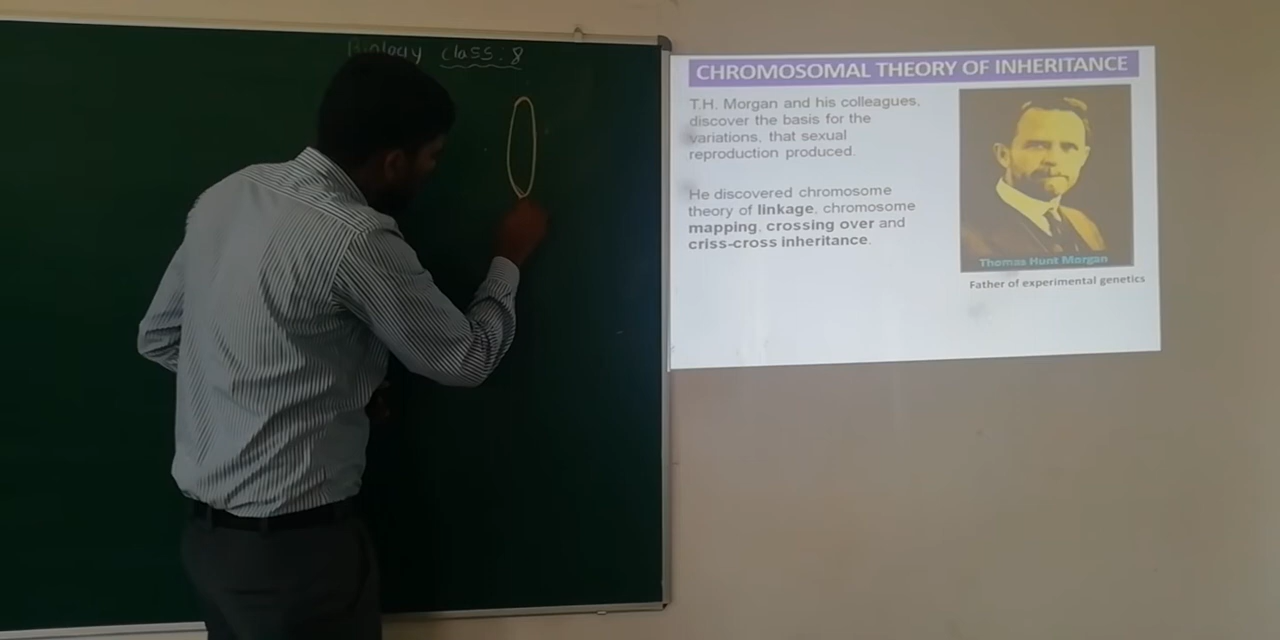 Biology class: 8
CHROMOSOMAL THEORY OF INHERITANCE
T.H. Morgan and his colleagues,
discover the basis for the
variations, that sexual
reproduction produced.
He discovered chromosome
theory of linkage, chromosome
mapping, crossing over and
criss-cross inheritance.
Thomas Hunt Morgan
Father of experimental genetics